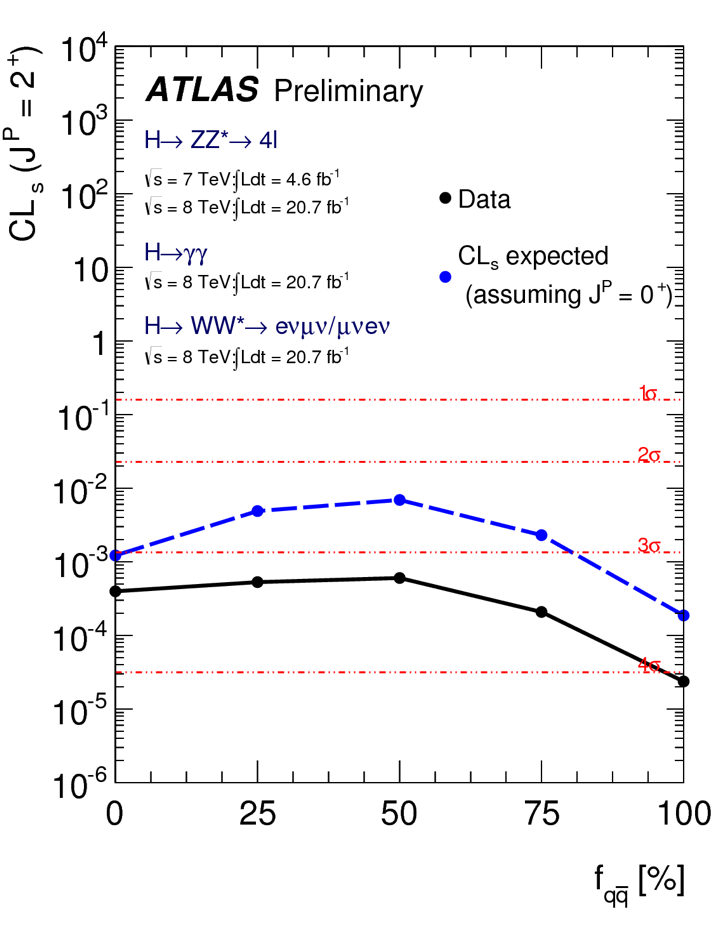 CLₛ (Jᴾ = 2⁺)
10⁴
10³
10²
10
1
10⁻¹
10⁻²
10⁻³
10⁻⁴
10⁻⁵
10⁻⁶
ATLAS Preliminary
H→ ZZ*→ 4l
√s = 7 TeV:∫Ldt = 4.6 fb⁻¹
√s = 8 TeV:∫Ldt = 20.7 fb⁻¹
H→γγ
√s = 8 TeV:∫Ldt = 20.7 fb⁻¹
H→ WW*→ eνμν/μνeν
√s = 8 TeV:∫Ldt = 20.7 fb⁻¹
Data
CLₛ expected
(assuming Jᴾ = 0⁺)
1σ
2σ
3σ
4σ
0 25 50 75 100
f_qq̅ [%]